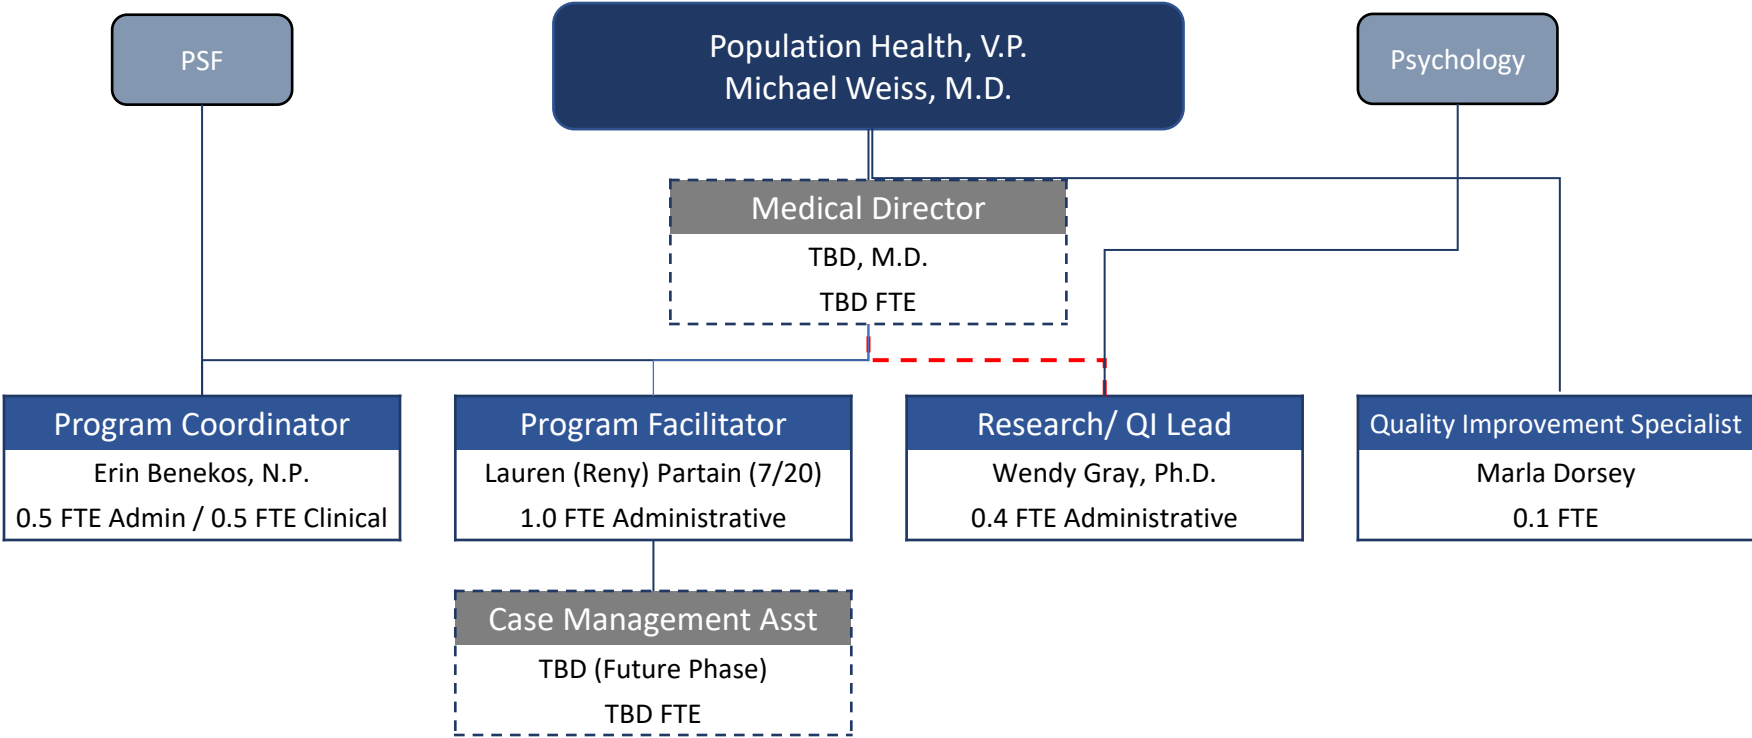 PSF
Population Health, V.P.
Michael Weiss, M.D.
Psychology
Medical Director
TBD, M.D.
TBD FTE
Program Coordinator
Erin Benekos, N.P.
0.5 FTE Admin / 0.5 FTE Clinical
Program Facilitator
Lauren (Reny) Partain (7/20)
1.0 FTE Administrative
Research/ QI Lead
Wendy Gray, Ph.D.
0.4 FTE Administrative
Quality Improvement Specialist
Marla Dorsey
0.1 FTE
Case Management Asst
TBD (Future Phase)
TBD FTE